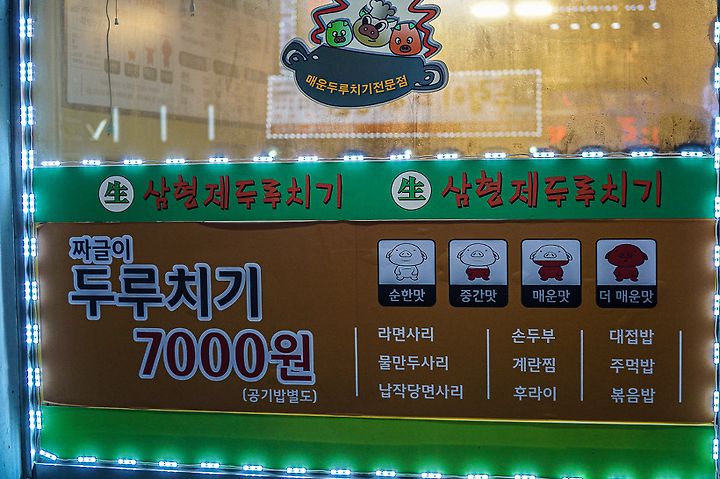 매운두루치기전문점
生 삼형제두루치기 生 삼형제두루치기
짜글이
두루치기
7000원
(공기밥별도)
순한맛 중간맛 매운맛 더 매운맛
라면사리 손두부 대접밥
물만두사리 계란찜 주먹밥
납작당면사리 후라이 볶음밥